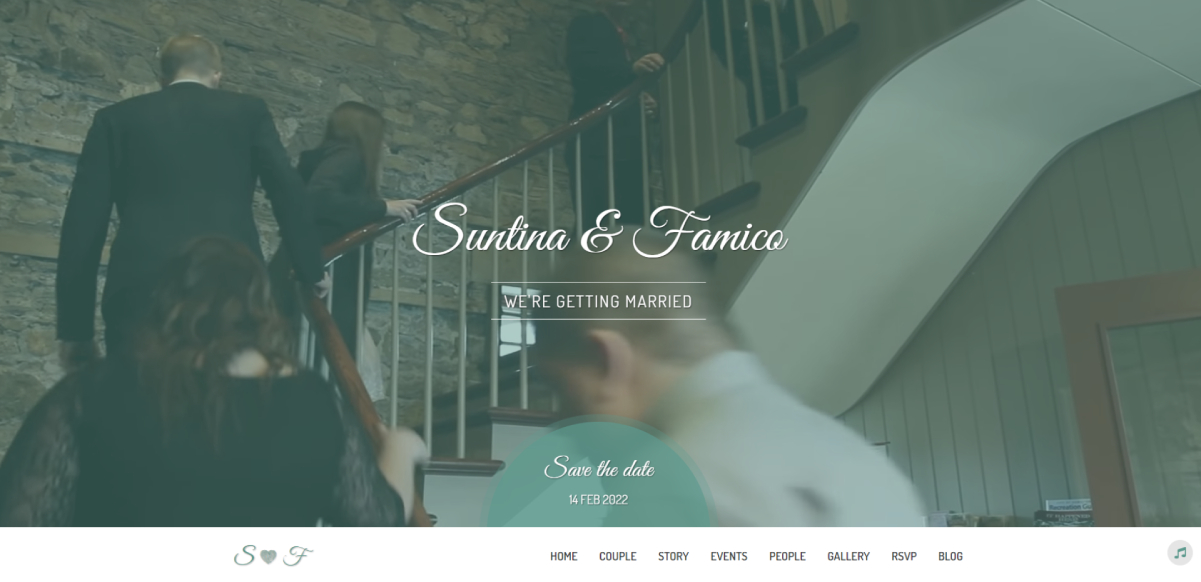 Suntina & Famico
WE'RE GETTING MARRIED
Save the date
14 FEB 2022
S F
HOME COUPLE STORY EVENTS PEOPLE GALLERY RSVP BLOG